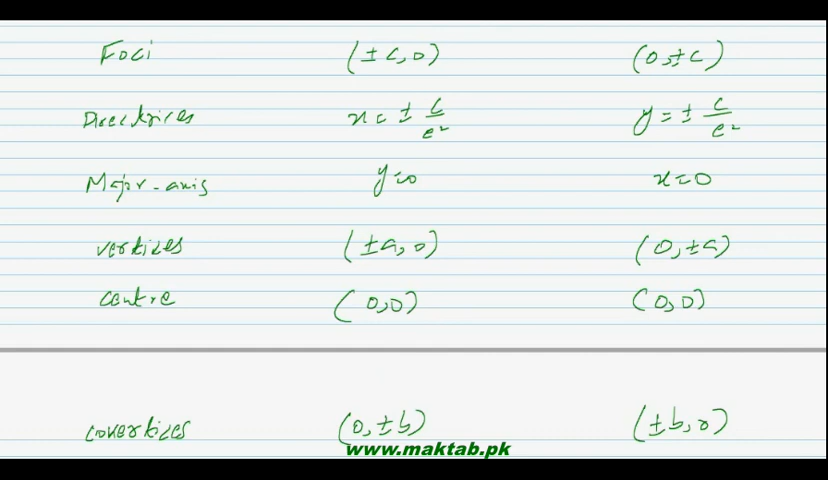 Foci (±c, 0) (0, ±c)
Directrices x = ± c/e² y = ± c/e²
Major-axis y=0 x=0
vertices (±a, 0) (0, ±a)
centre (0,0) (0,0)
covertices (0, ±b) (±b, 0)
www.maktab.pk